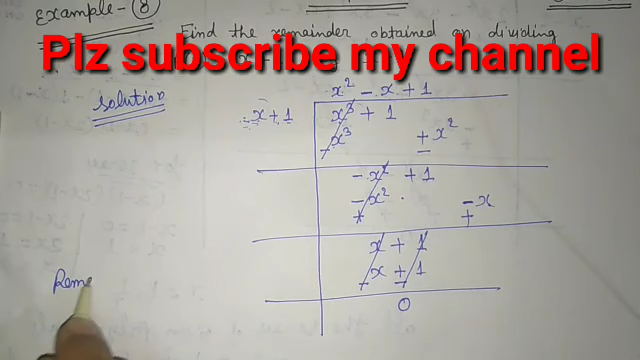 Example-⑧
Find the remainder obtained on dividing
Plz subscribe my channel
Solution
x² - x + 1
x + 1
x³ + 1
x³ + x²
-
-
- x² + 1
- x² - x
+
+
x + 1
x + 1
-
-
0
Rem